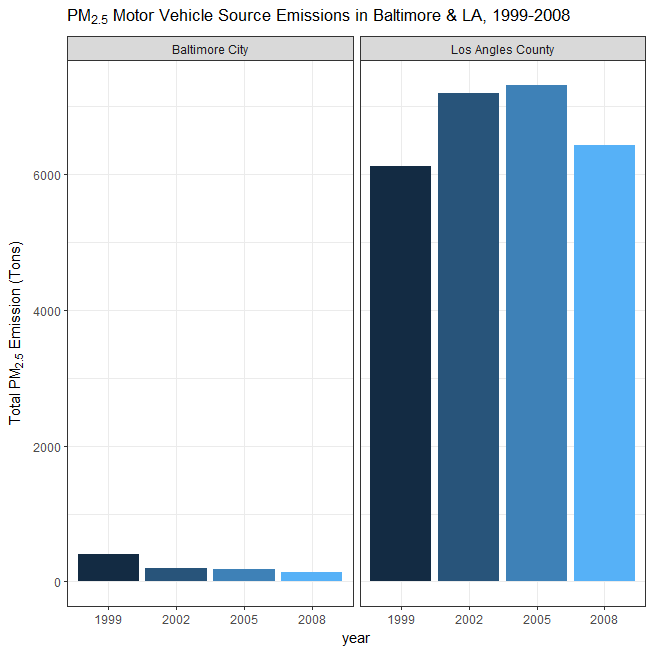 PM2.5 Motor Vehicle Source Emissions in Baltimore & LA, 1999-2008
Baltimore City
Los Angles County
Total PM2.5 Emission (Tons)
6000
4000
2000
0
1999 2002 2005 2008
1999 2002 2005 2008
year